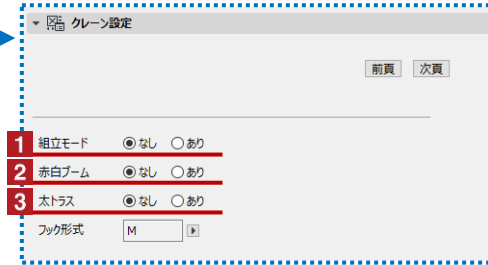 クレーン設定
前頁 次頁
1 組立モード なし あり
2 赤白ブーム なし あり
3 太トラス なし あり
フック形式 M